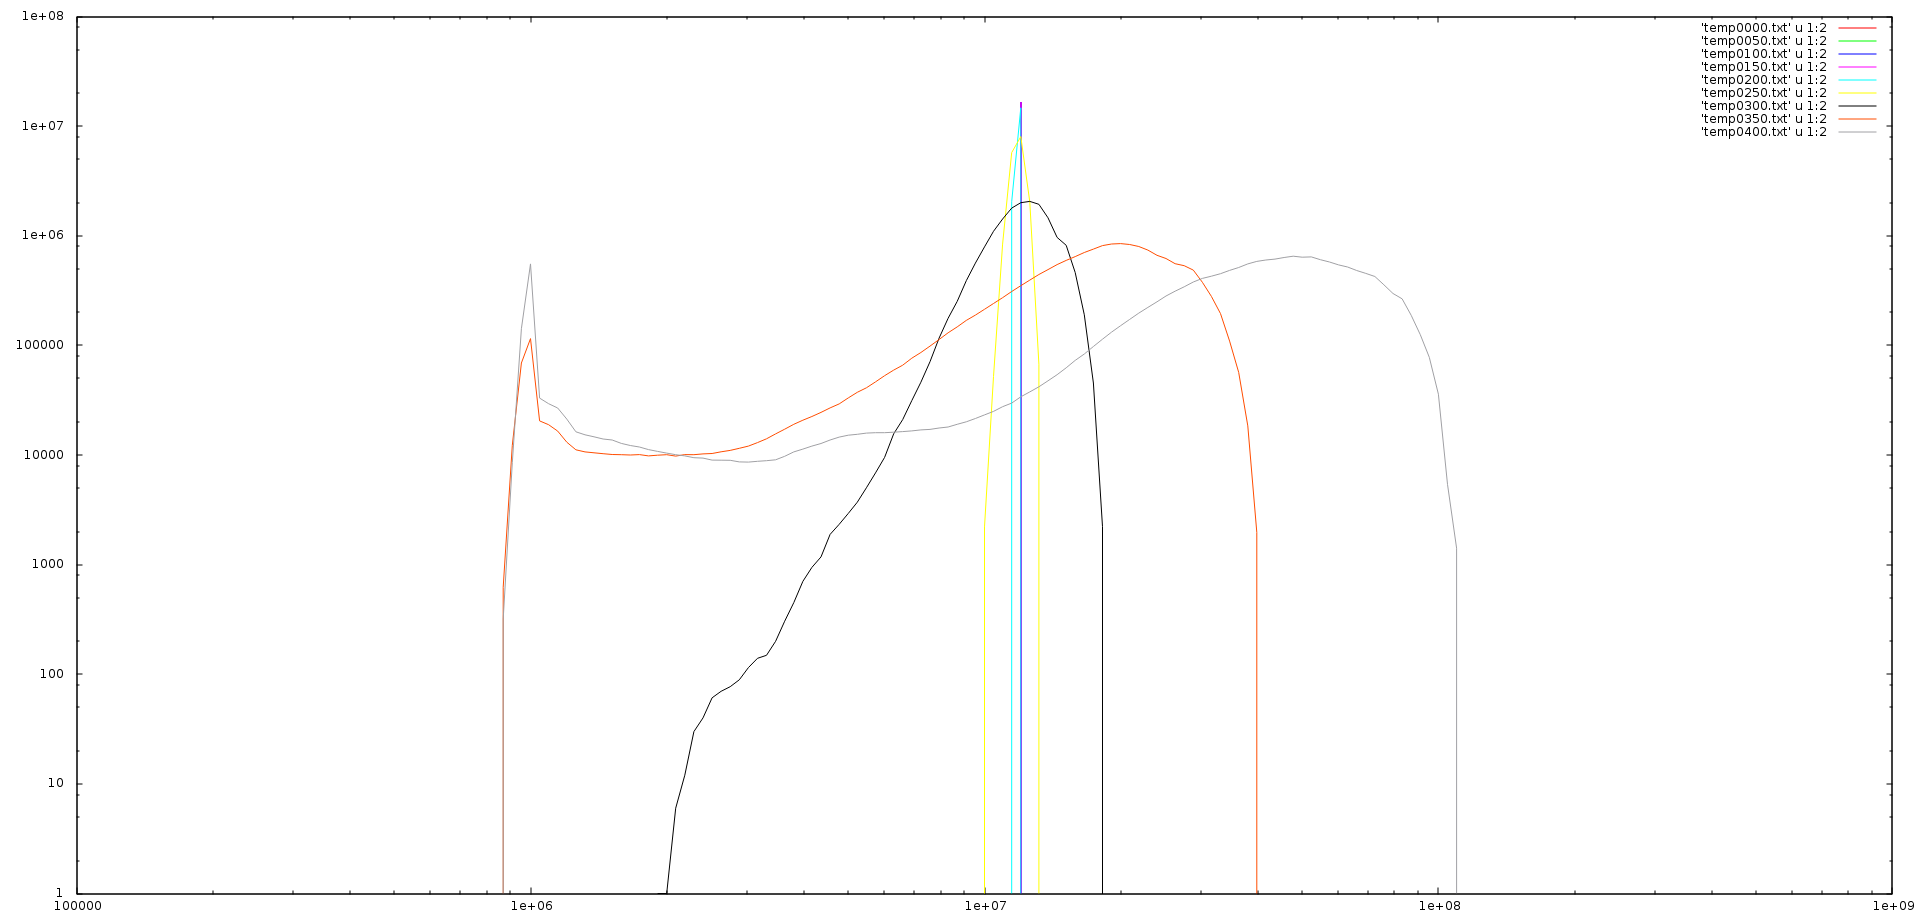 1e+08
1e+07
1e+06
100000
10000
1000
100
10
1
100000 1e+06 1e+07 1e+08 1e+09
'temp0000.txt' u 1:2
'temp0050.txt' u 1:2
'temp0100.txt' u 1:2
'temp0150.txt' u 1:2
'temp0200.txt' u 1:2
'temp0250.txt' u 1:2
'temp0300.txt' u 1:2
'temp0350.txt' u 1:2
'temp0400.txt' u 1:2